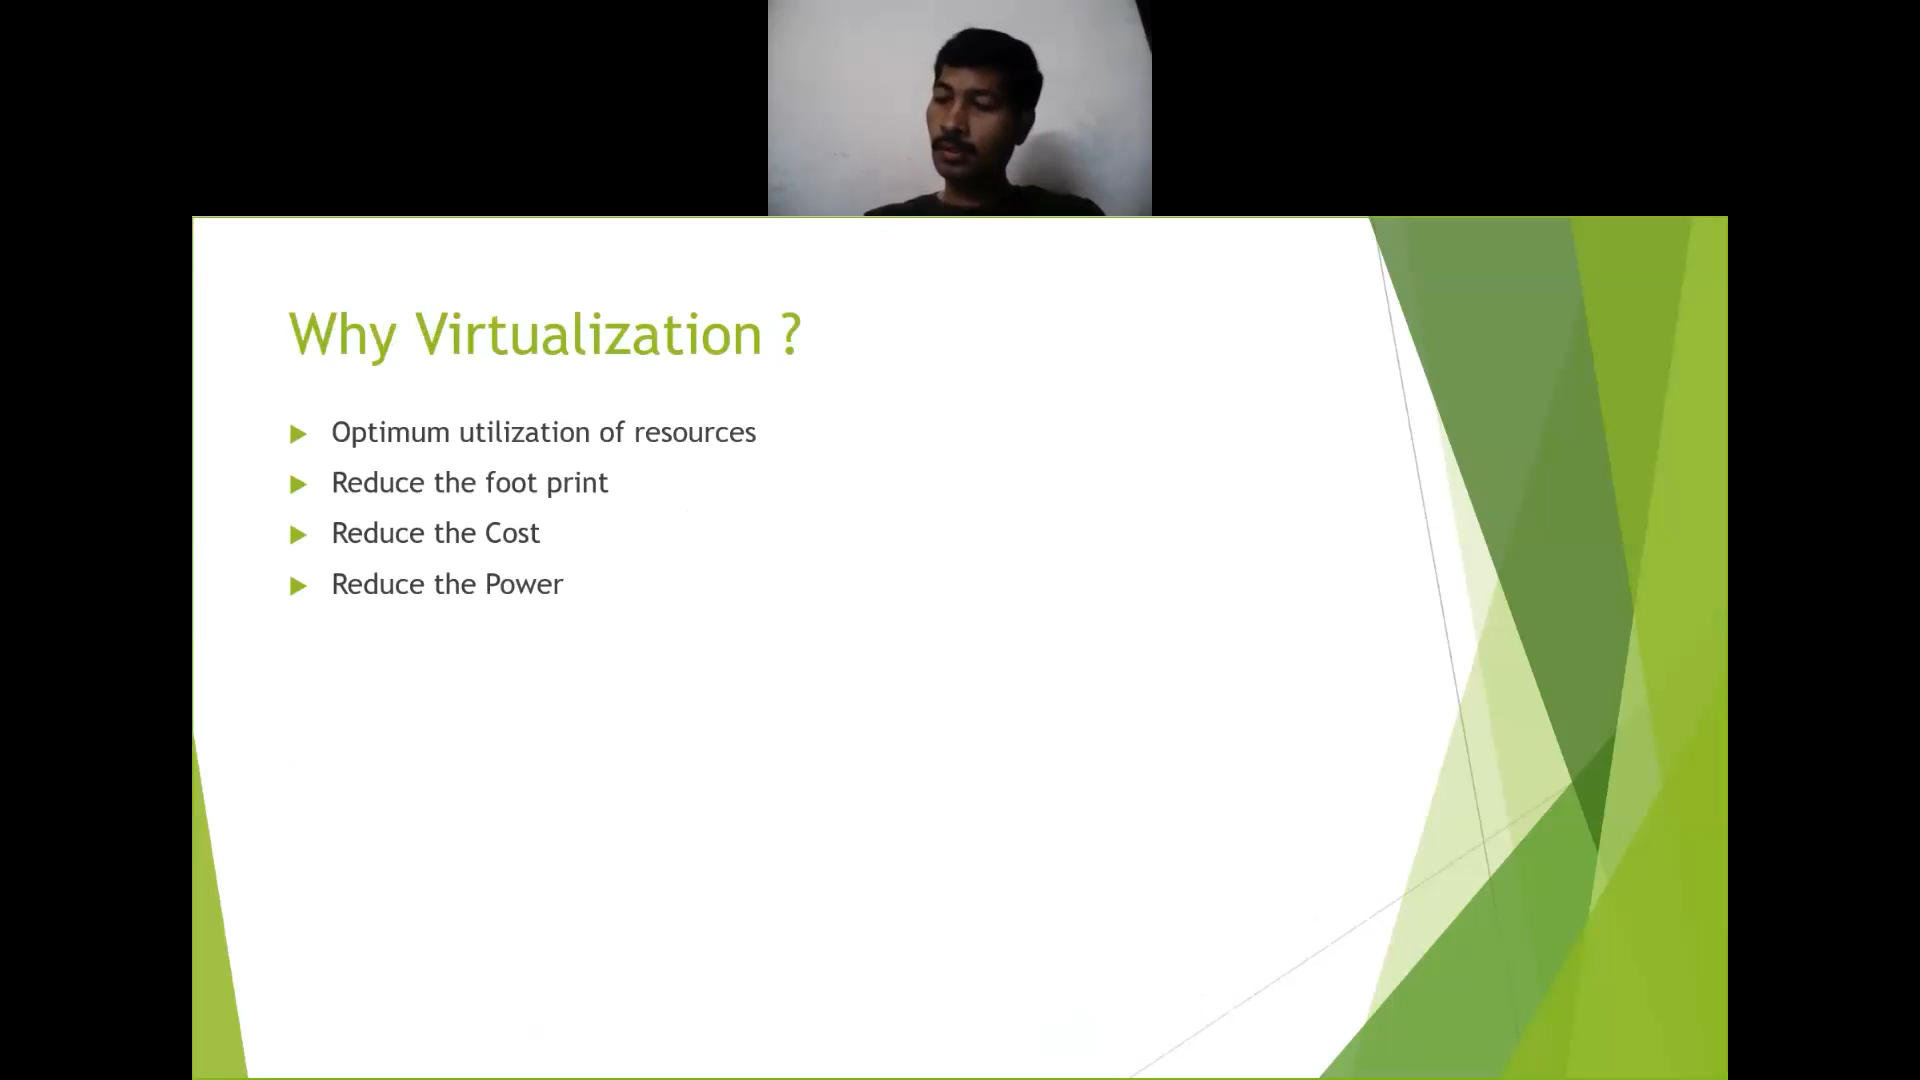 Why Virtualization ?
Optimum utilization of resources
Reduce the foot print
Reduce the Cost
Reduce the Power